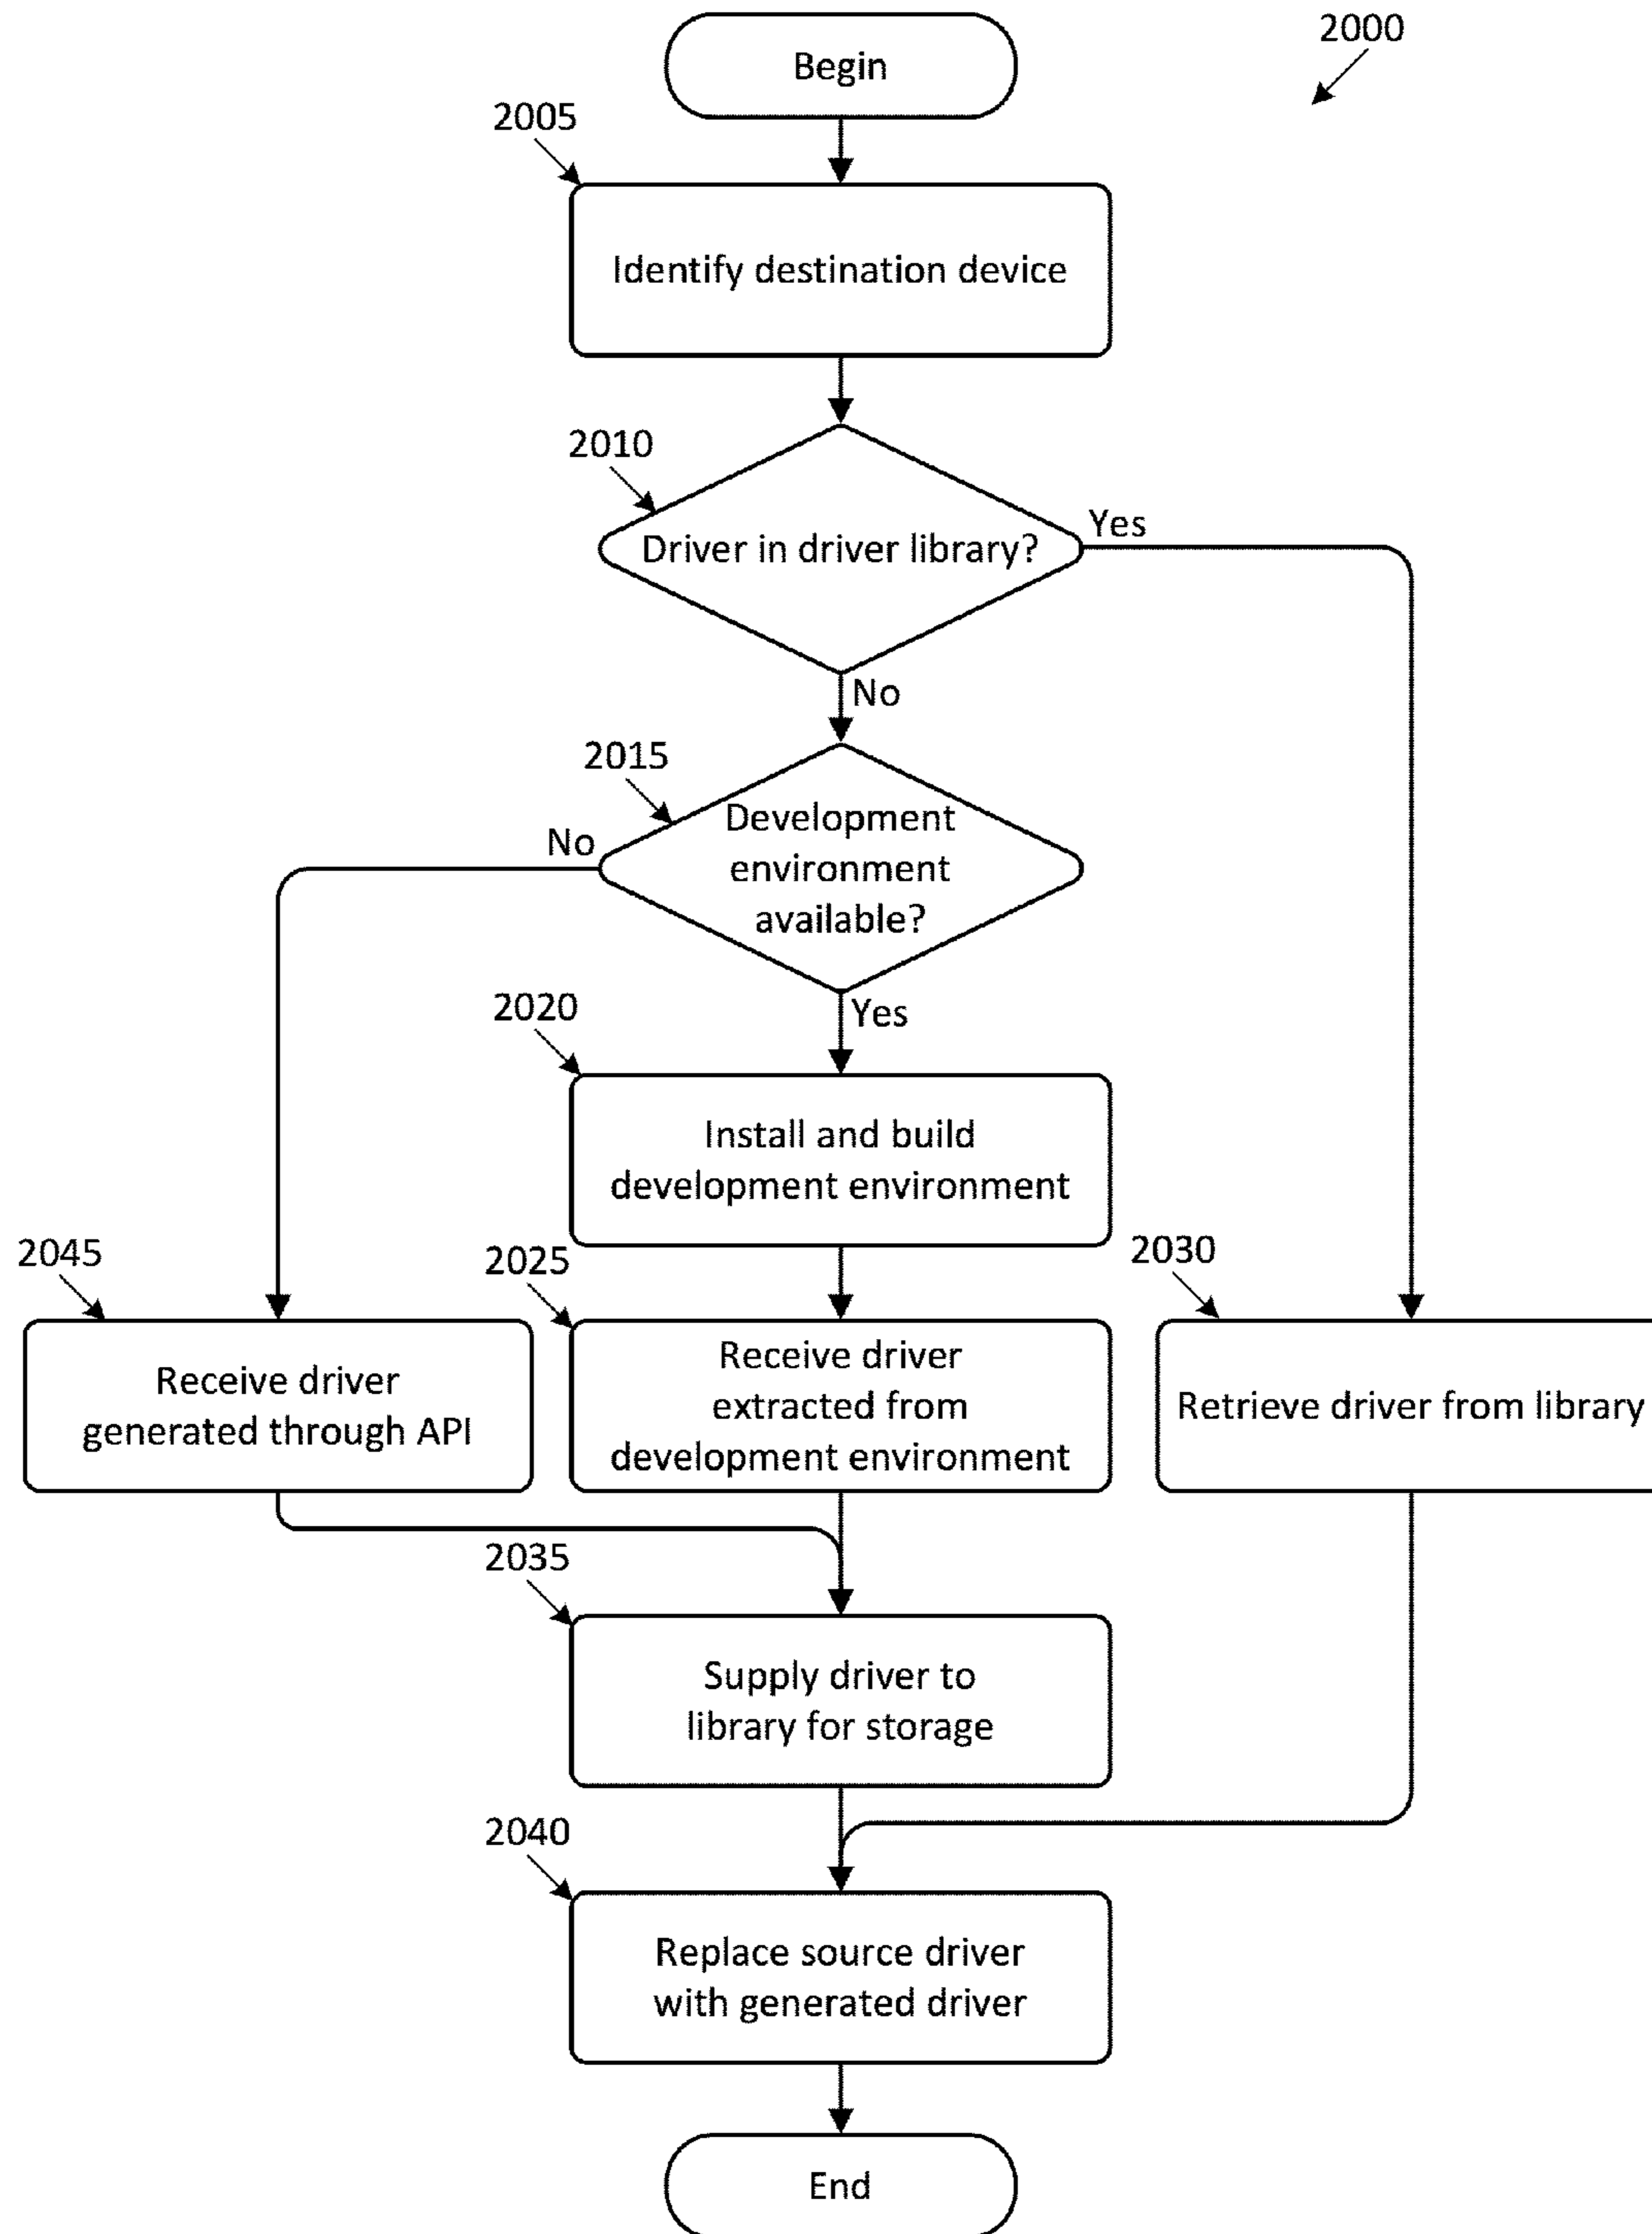 2000
Begin
2005
Identify destination device
2010
Driver in driver library?
Yes
No
2015
Development
environment
available?
No
Yes
2020
Install and build
development environment
2045
Receive driver
generated through API
2025
Receive driver
extracted from
development environment
2030
Retrieve driver from library
2035
Supply driver to
library for storage
2040
Replace source driver
with generated driver
End